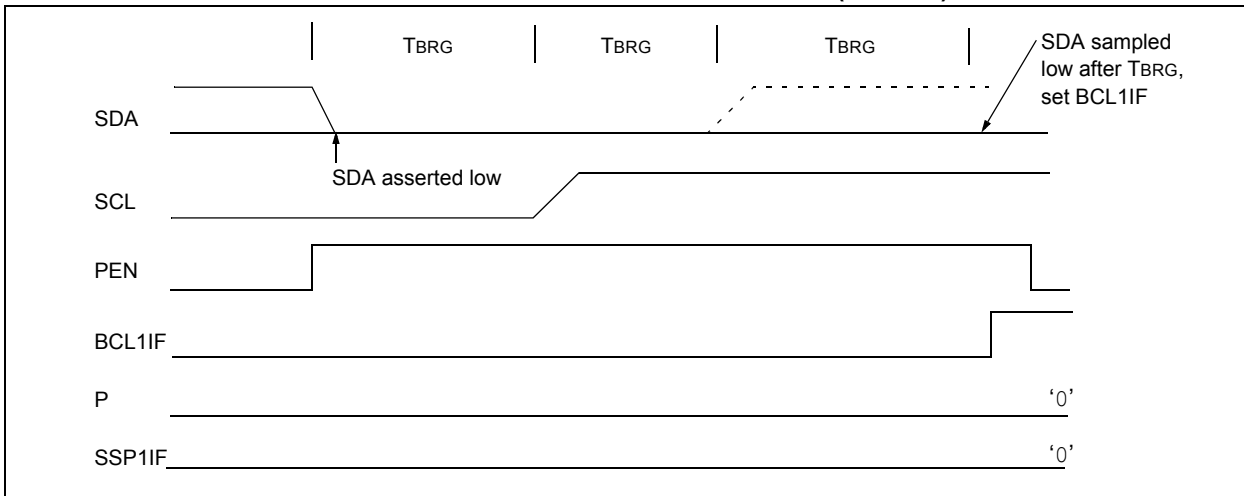 TBRG TBRG TBRG
SDA sampled
low after TBRG,
set BCL1IF
SDA
SDA asserted low
SCL
PEN
BCL1IF
P ‘0’
SSP1IF ‘0’